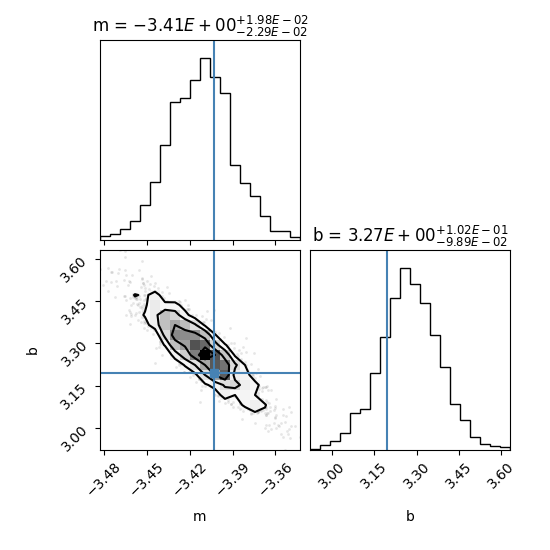 m = −3.41E + 00 +1.98E − 02 −2.29E − 02
b = 3.27E + 00 +1.02E − 01 −9.89E − 02
3.60
3.45
3.30
3.15
3.00
b
−3.48 −3.45 −3.42 −3.39 −3.36
3.00 3.15 3.30 3.45 3.60
m b